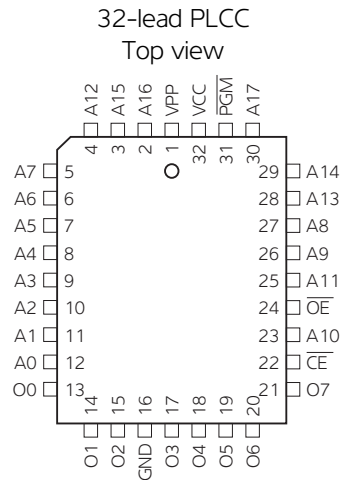 32-lead PLCC
Top view
A12 A15 A16 VPP VCC P̅G̅M̅ A17
4 3 2 1 32 31 30
A7 5 29 A14
A6 6 28 A13
A5 7 27 A8
A4 8 26 A9
A3 9 25 A11
A2 10 24 O̅E̅
A1 11 23 A10
A0 12 22 C̅E̅
O0 13 21 O7
14 15 16 17 18 19 20
O1 O2 GND O3 O4 O5 O6